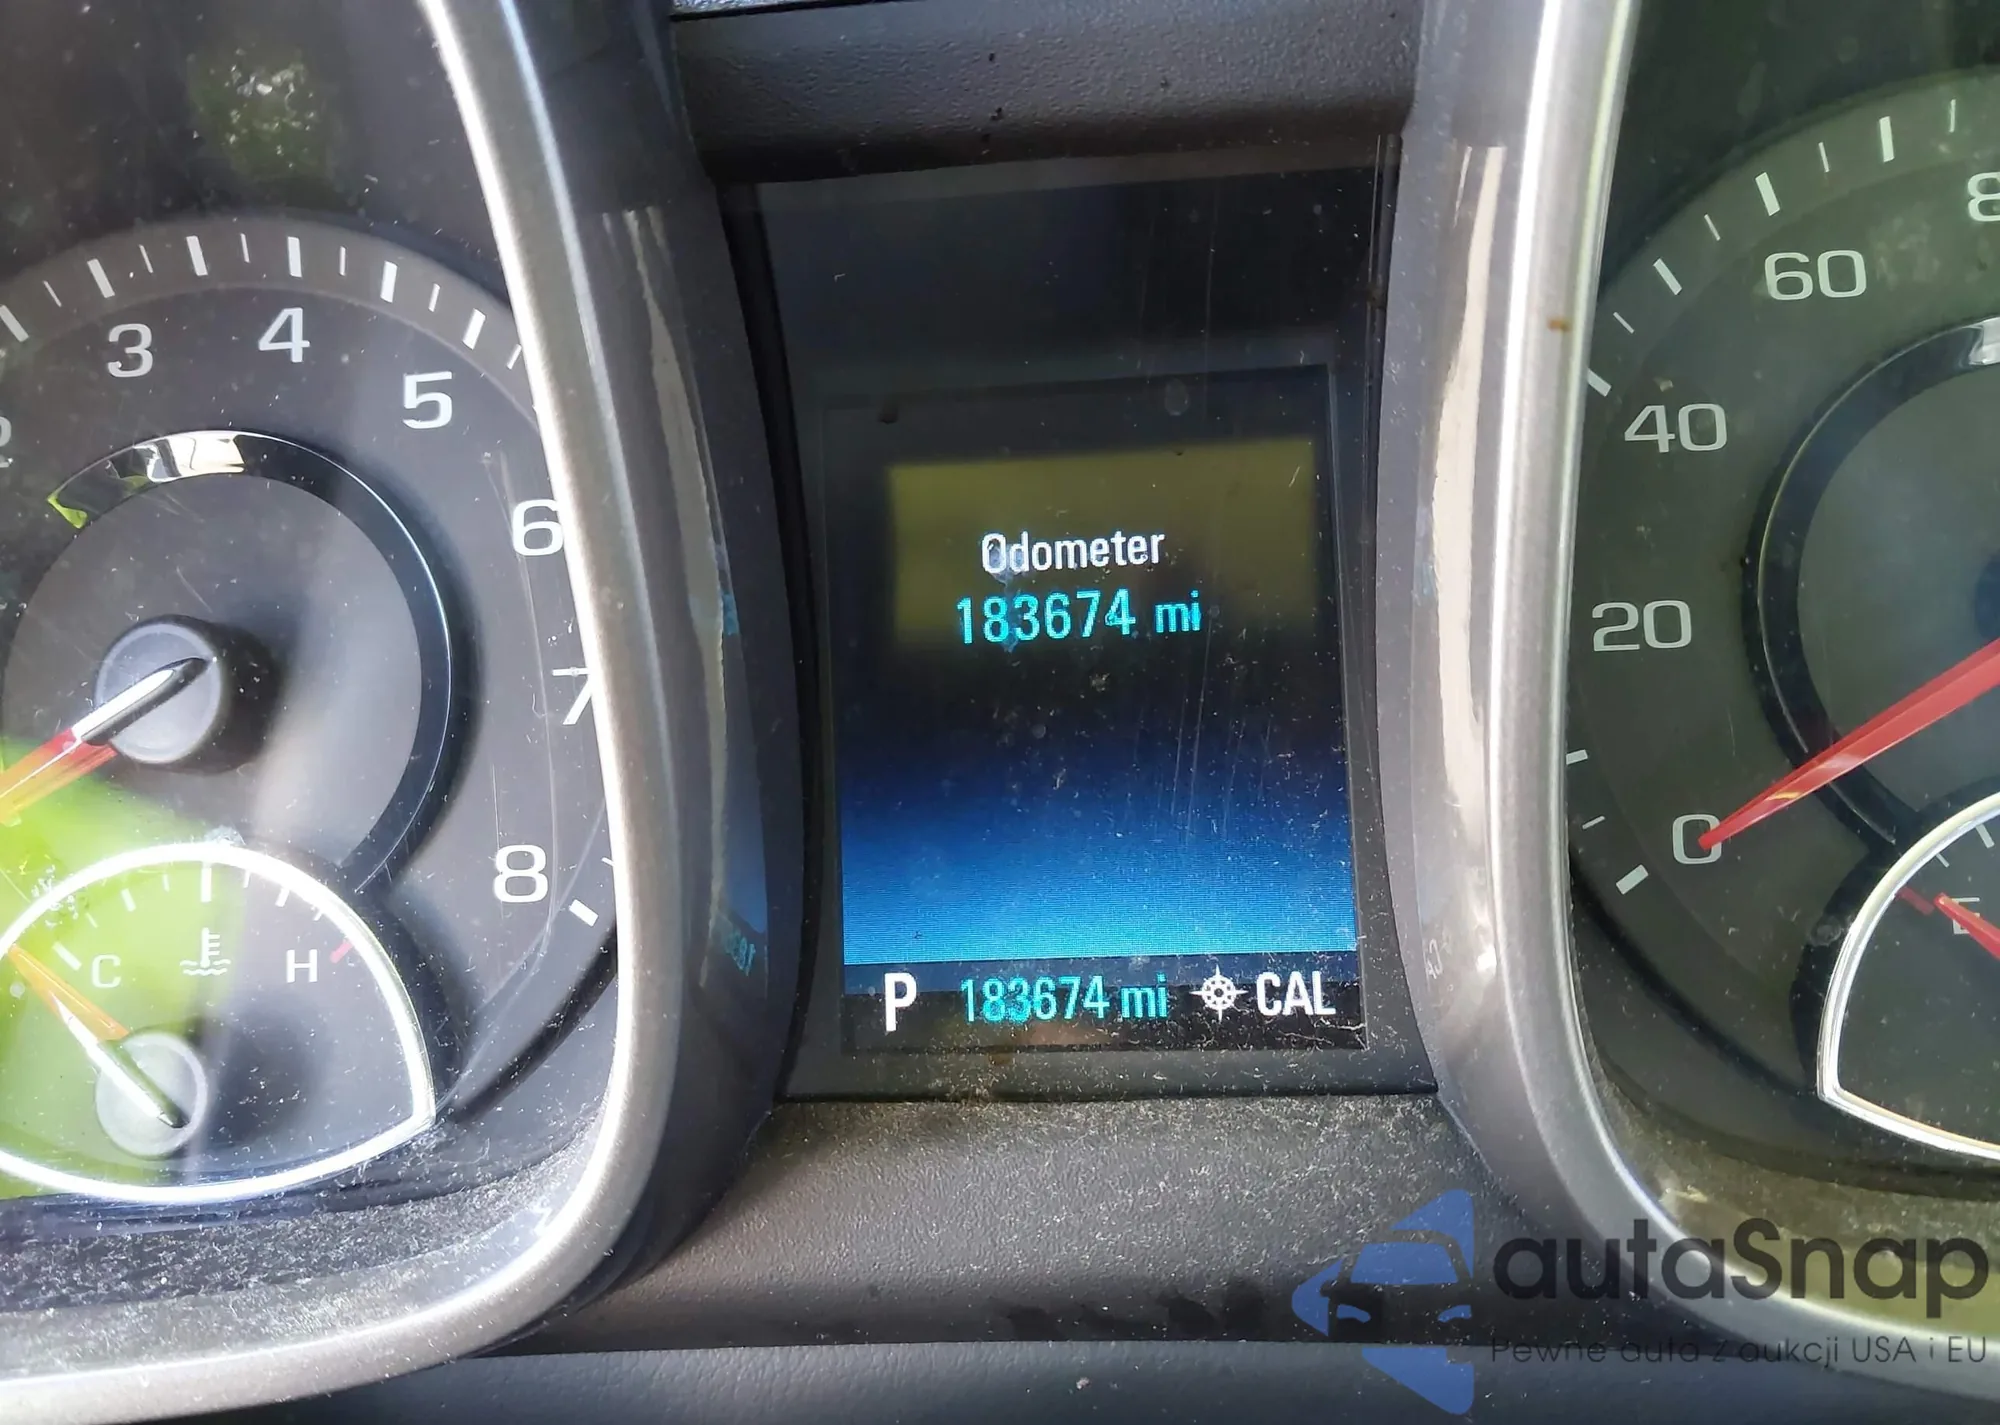 3
4
5
6
7
8
C
H
Odometer
183674 mi
P 183674 mi CAL
60
40
20
0
E
autaSnap
Pewne auta z aukcji USA i EU